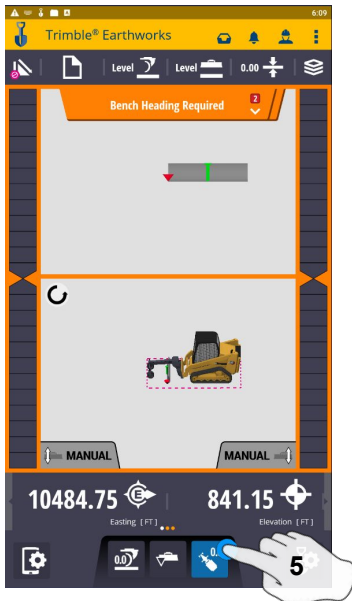 6:09
Trimble® Earthworks
Level Level 0.00
Bench Heading Required 2
MANUAL MANUAL
10484.75 E 841.15
Easting [FT] Elevation [FT]
0.0 0.
5